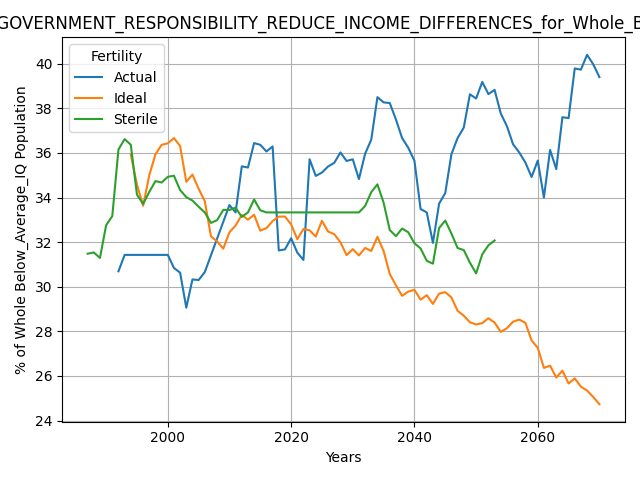 GOVERNMENT_RESPONSIBILITY_REDUCE_INCOME_DIFFERENCES_for_Whole_B
Fertility
Actual
Ideal
Sterile
% of Whole Below_Average_IQ Population
40
38
36
34
32
30
28
26
24
2000
2020
2040
2060
Years